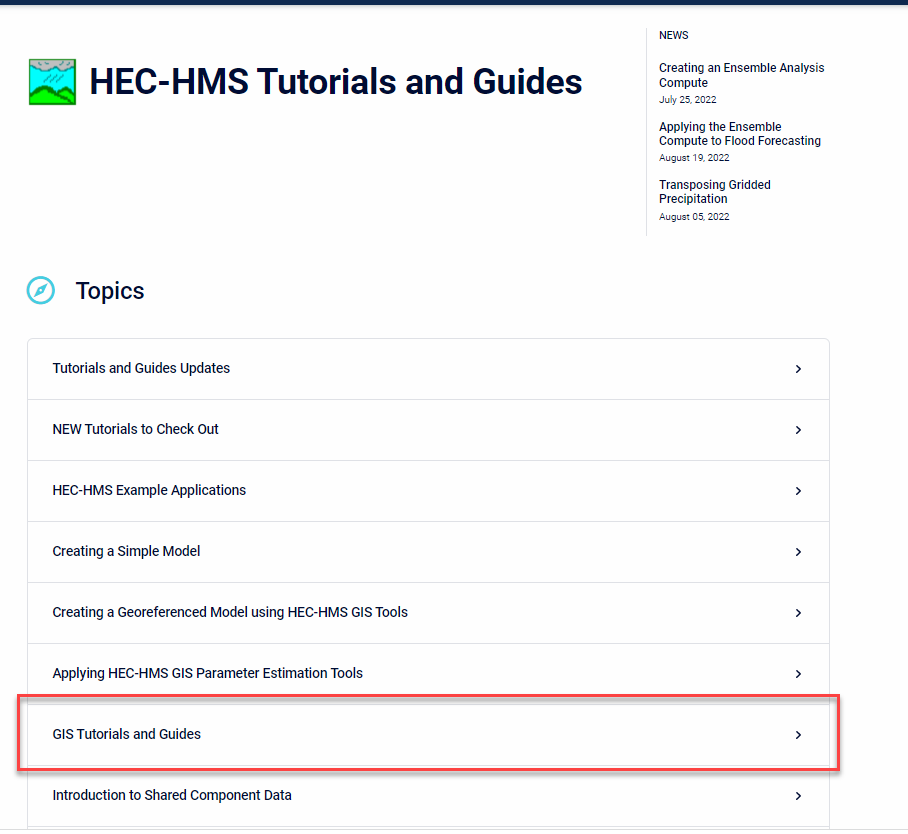 HEC-HMS Tutorials and Guides
NEWS
Creating an Ensemble Analysis
Compute
July 25, 2022
Applying the Ensemble
Compute to Flood Forecasting
August 19, 2022
Transposing Gridded
Precipitation
August 05, 2022
Topics
Tutorials and Guides Updates
NEW Tutorials to Check Out
HEC-HMS Example Applications
Creating a Simple Model
Creating a Georeferenced Model using HEC-HMS GIS Tools
Applying HEC-HMS GIS Parameter Estimation Tools
GIS Tutorials and Guides
Introduction to Shared Component Data